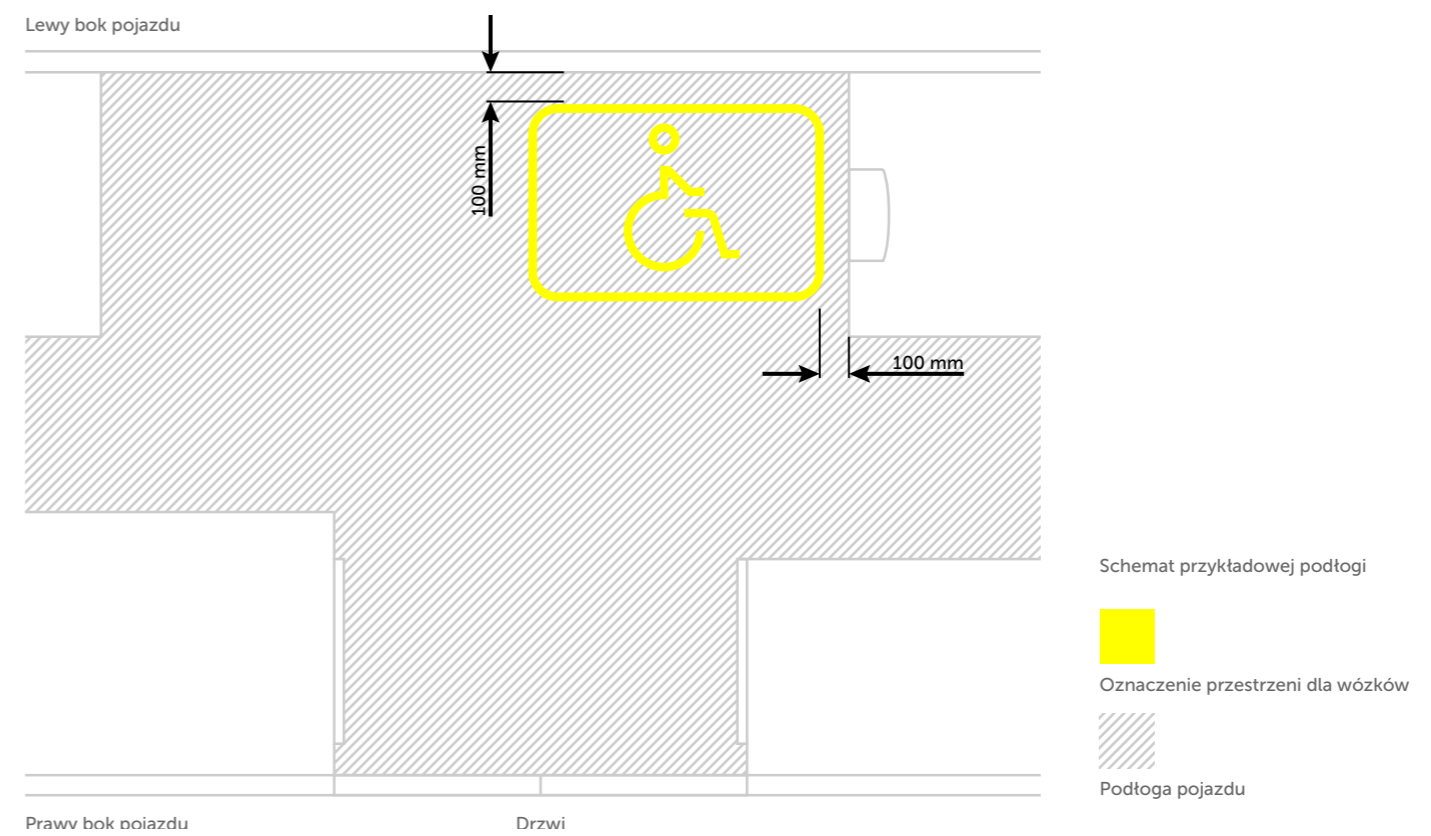 Lewy bok pojazdu
100 mm
100 mm
Schemat przykładowej podłogi
Oznaczenie przestrzeni dla wózków
Podłoga pojazdu
Prawy bok pojazdu
Drzwi